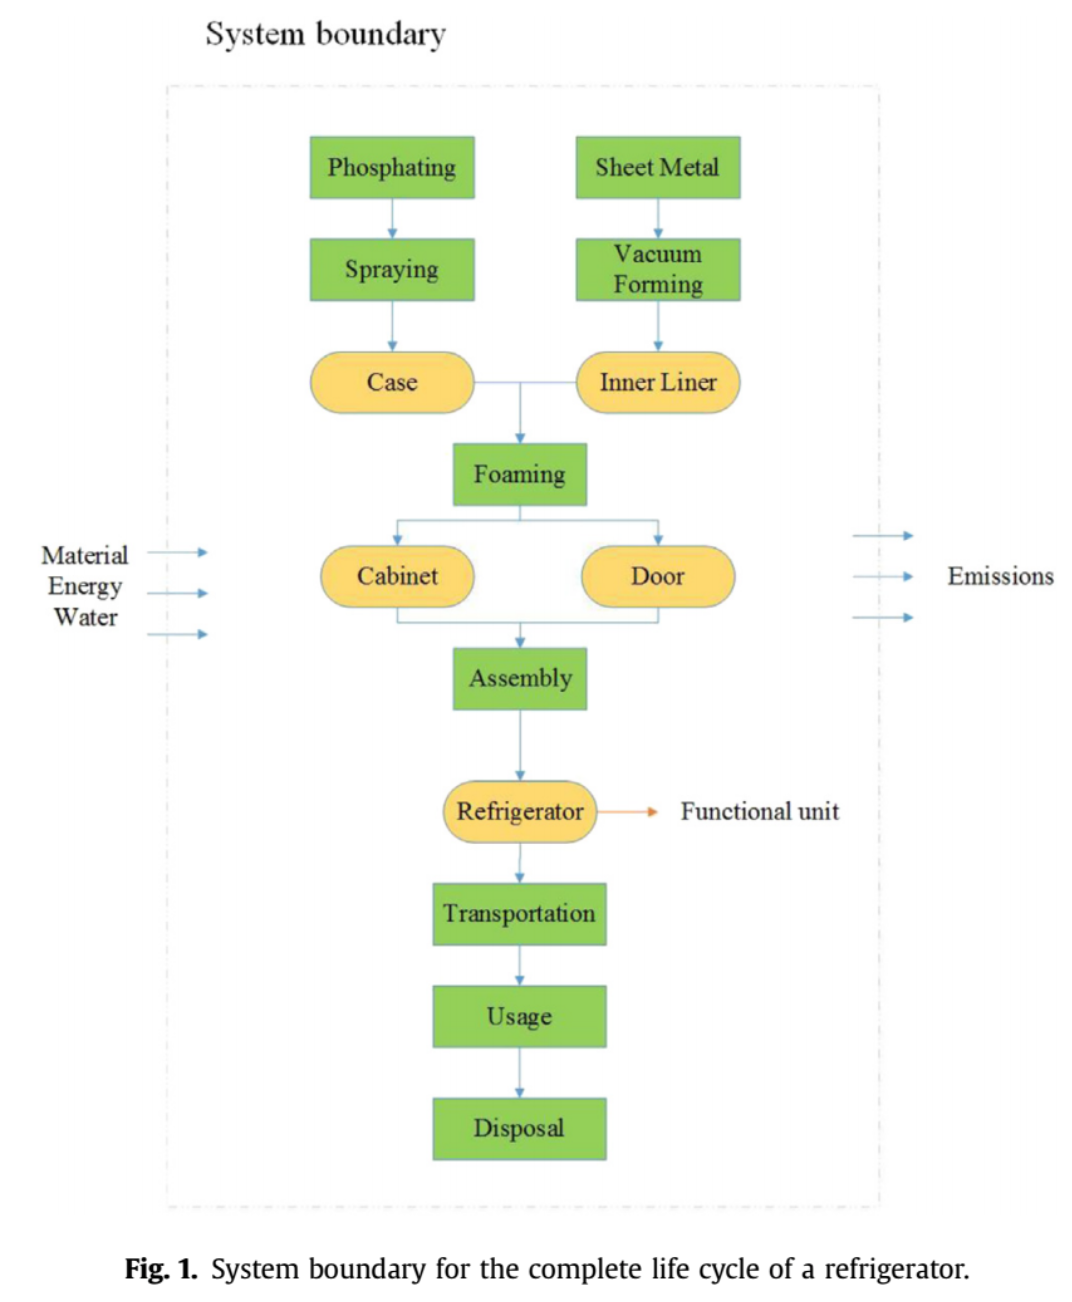 System boundary
Phosphating
Sheet Metal
Spraying
Vacuum
Forming
Case
Inner Liner
Foaming
Material
Energy
Water
Cabinet
Door
Emissions
Assembly
Refrigerator
Functional unit
Transportation
Usage
Disposal
Fig. 1. System boundary for the complete life cycle of a refrigerator.